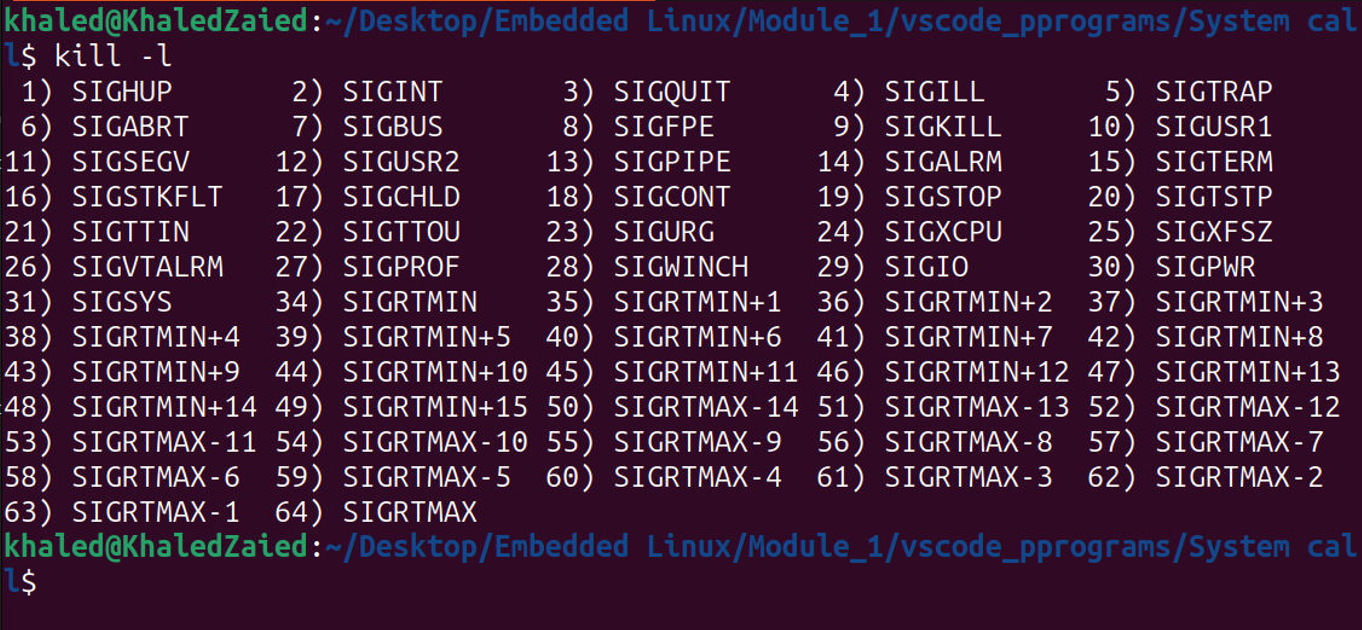 khaled@KhaledZaied:~/Desktop/Embedded Linux/Module_1/vscode_pprograms/System cal
l$ kill -l
 1) SIGHUP       2) SIGINT       3) SIGQUIT      4) SIGILL       5) SIGTRAP
 6) SIGABRT      7) SIGBUS       8) SIGFPE       9) SIGKILL     10) SIGUSR1
11) SIGSEGV     12) SIGUSR2     13) SIGPIPE     14) SIGALRM     15) SIGTERM
16) SIGSTKFLT   17) SIGCHLD     18) SIGCONT     19) SIGSTOP     20) SIGTSTP
21) SIGTTIN     22) SIGTTOU     23) SIGURG      24) SIGXCPU     25) SIGXFSZ
26) SIGVTALRM   27) SIGPROF     28) SIGWINCH    29) SIGIO       30) SIGPWR
31) SIGSYS      34) SIGRTMIN    35) SIGRTMIN+1  36) SIGRTMIN+2  37) SIGRTMIN+3
38) SIGRTMIN+4  39) SIGRTMIN+5  40) SIGRTMIN+6  41) SIGRTMIN+7  42) SIGRTMIN+8
43) SIGRTMIN+9  44) SIGRTMIN+10 45) SIGRTMIN+11 46) SIGRTMIN+12 47) SIGRTMIN+13
48) SIGRTMIN+14 49) SIGRTMIN+15 50) SIGRTMAX-14 51) SIGRTMAX-13 52) SIGRTMAX-12
53) SIGRTMAX-11 54) SIGRTMAX-10 55) SIGRTMAX-9  56) SIGRTMAX-8  57) SIGRTMAX-7
58) SIGRTMAX-6  59) SIGRTMAX-5  60) SIGRTMAX-4  61) SIGRTMAX-3  62) SIGRTMAX-2
63) SIGRTMAX-1  64) SIGRTMAX
khaled@KhaledZaied:~/Desktop/Embedded Linux/Module_1/vscode_pprograms/System cal
l$